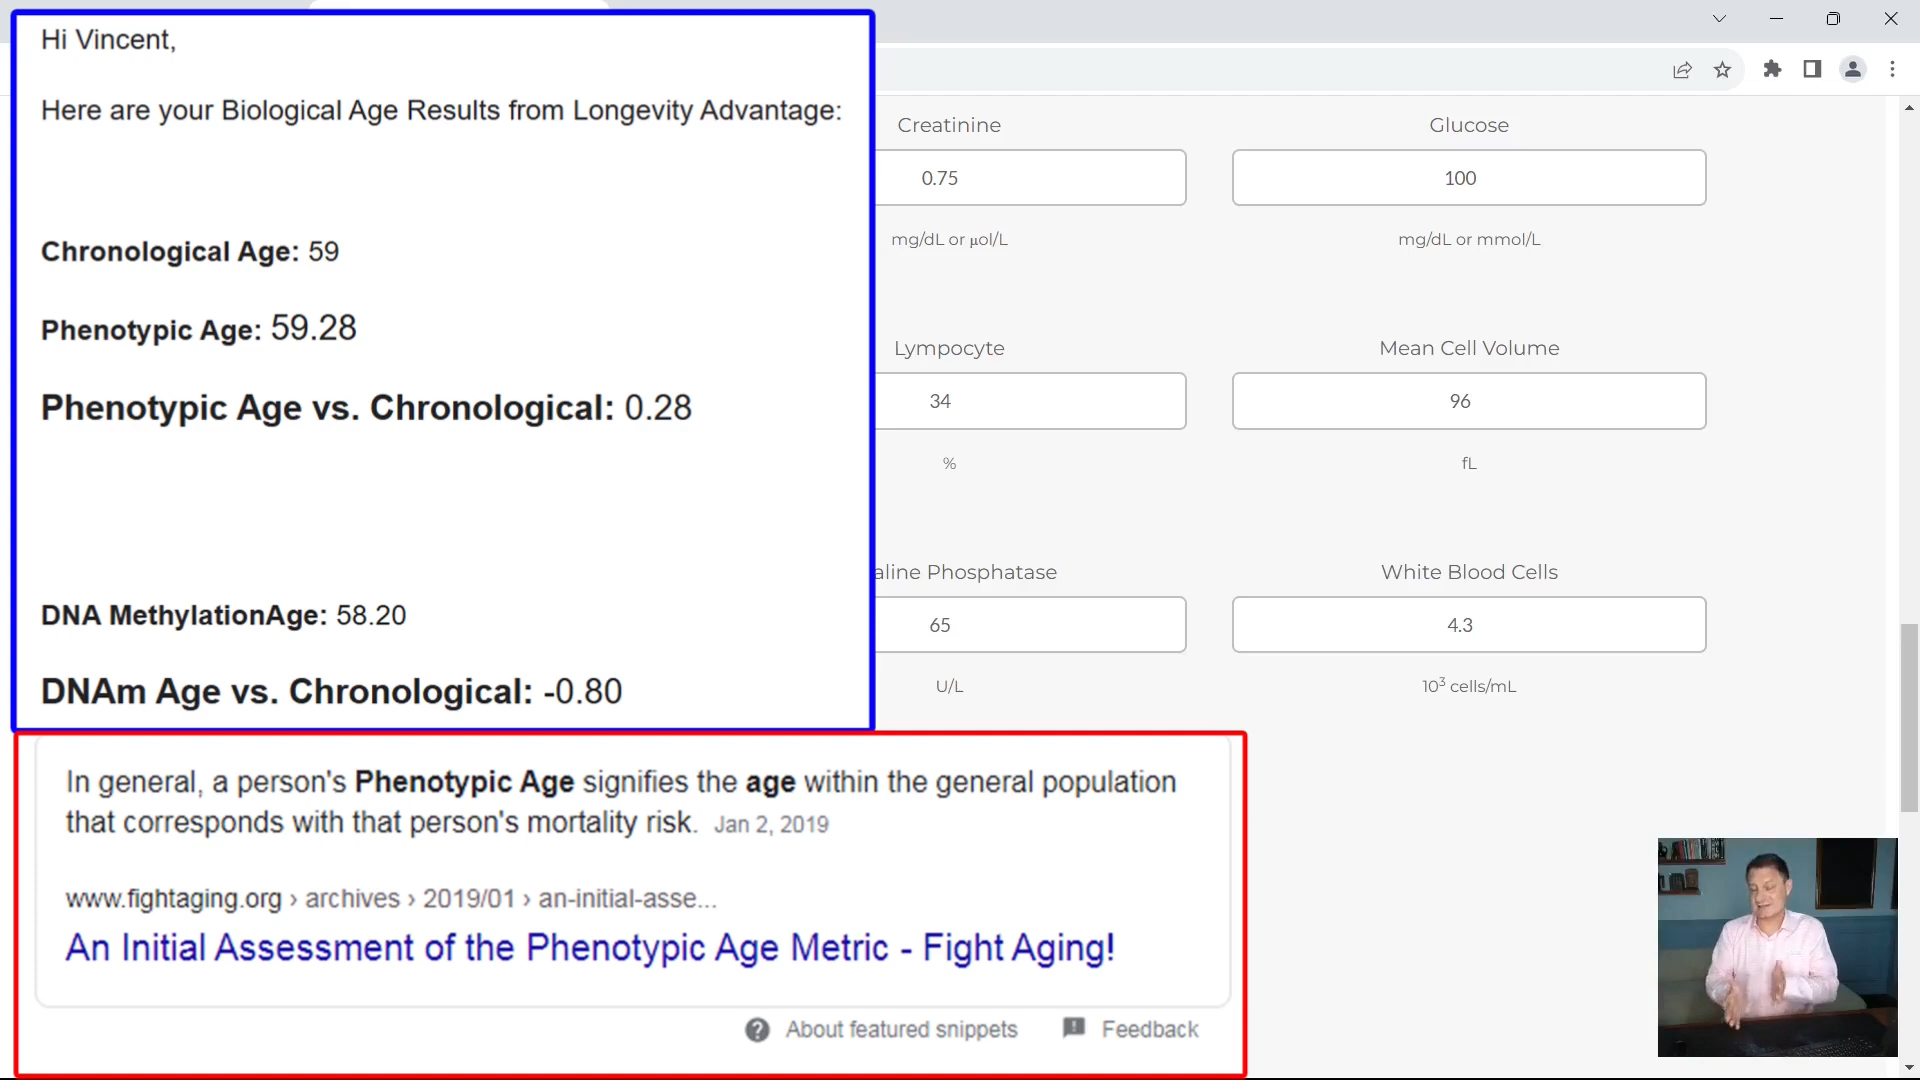 Hi Vincent,
Here are your Biological Age Results from Longevity Advantage:
Chronological Age: 59
Phenotypic Age: 59.28
Phenotypic Age vs. Chronological: 0.28
DNA MethylationAge: 58.20
DNAm Age vs. Chronological: -0.80
Creatinine
Glucose
0.75
100
mg/dL or µol/L
mg/dL or mmol/L
Lympocyte
Mean Cell Volume
34
96
%
fL
aline Phosphatase
White Blood Cells
65
4.3
U/L
10³ cells/mL
In general, a person's Phenotypic Age signifies the age within the general population
that corresponds with that person's mortality risk. Jan 2, 2019
www.fightaging.org › archives › 2019/01 › an-initial-asse...
An Initial Assessment of the Phenotypic Age Metric - Fight Aging!
About featured snippets
Feedback